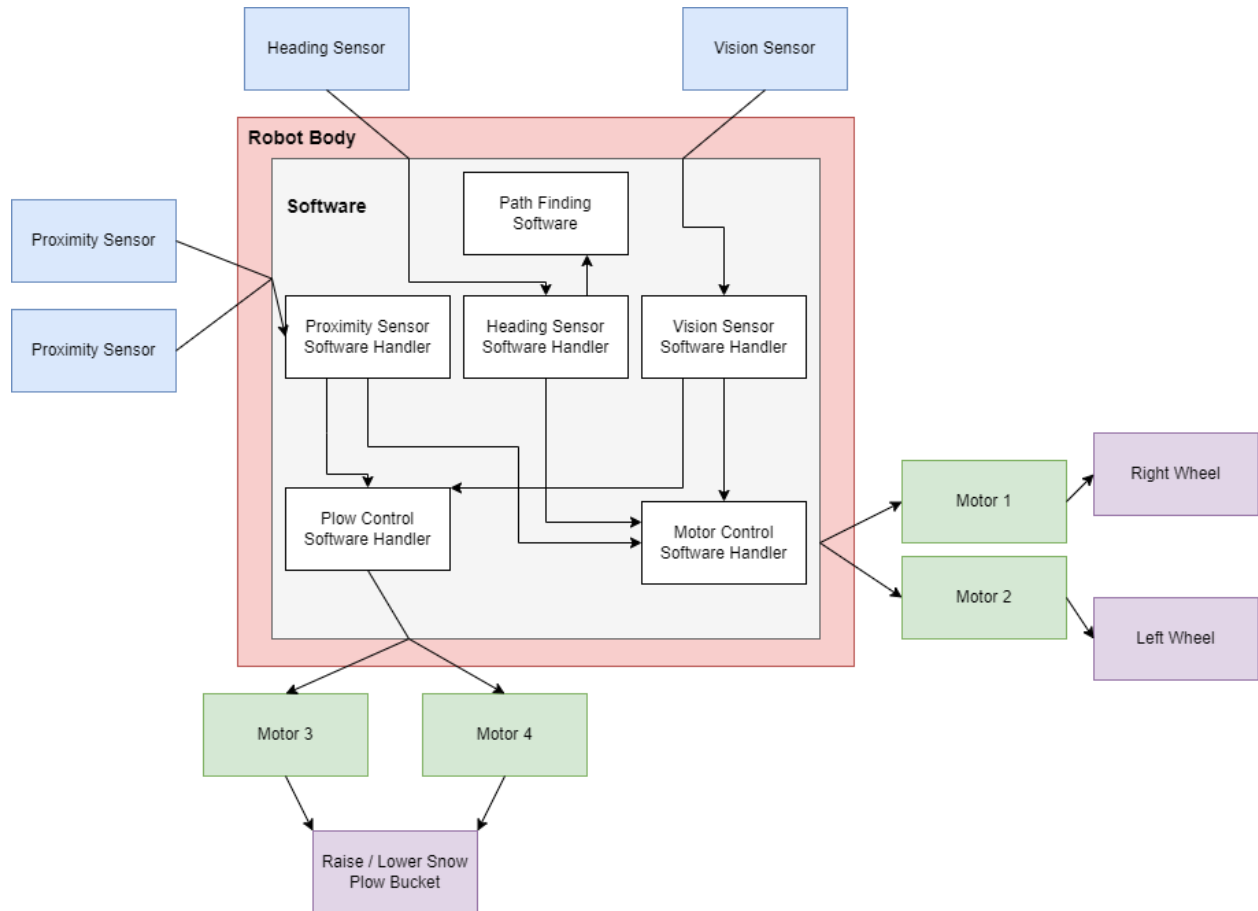 Heading Sensor
Vision Sensor
Robot Body
Software
Path Finding
Software
Proximity Sensor
Proximity Sensor
Proximity Sensor
Software Handler
Heading Sensor
Software Handler
Vision Sensor
Software Handler
Plow Control
Software Handler
Motor Control
Software Handler
Motor 1
Right Wheel
Motor 2
Left Wheel
Motor 3
Motor 4
Raise / Lower Snow
Plow Bucket